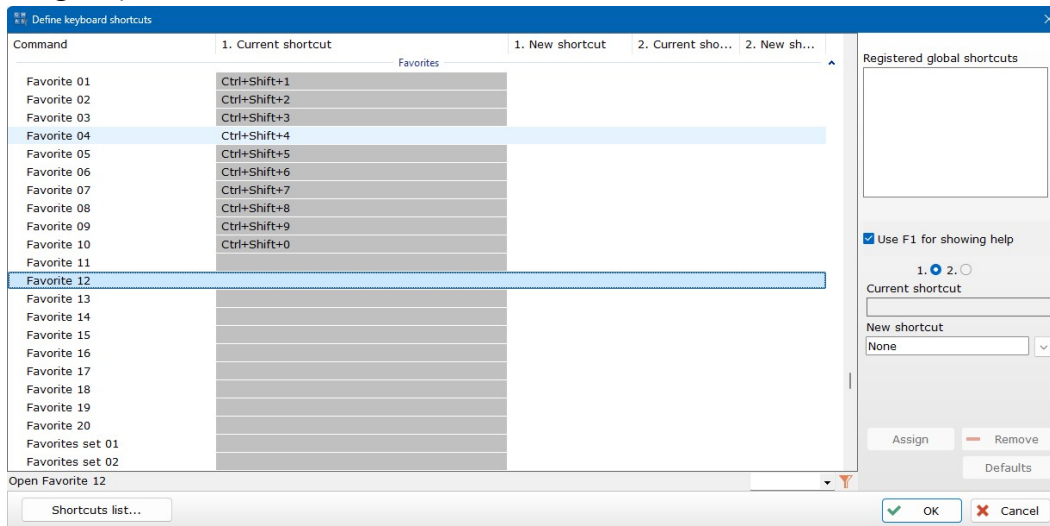 Define keyboard shortcuts
Command 1. Current shortcut 1. New shortcut 2. Current sho... 2. New sh...
Favorites
Favorite 01 Ctrl+Shift+1
Favorite 02 Ctrl+Shift+2
Favorite 03 Ctrl+Shift+3
Favorite 04 Ctrl+Shift+4
Favorite 05 Ctrl+Shift+5
Favorite 06 Ctrl+Shift+6
Favorite 07 Ctrl+Shift+7
Favorite 08 Ctrl+Shift+8
Favorite 09 Ctrl+Shift+9
Favorite 10 Ctrl+Shift+0
Favorite 11
Favorite 12
Favorite 13
Favorite 14
Favorite 15
Favorite 16
Favorite 17
Favorite 18
Favorite 19
Favorite 20
Favorites set 01
Favorites set 02
Open Favorite 12
Shortcuts list...
Registered global shortcuts
Use F1 for showing help
1. 2.
Current shortcut
New shortcut
None
Assign Remove
Defaults
OK Cancel